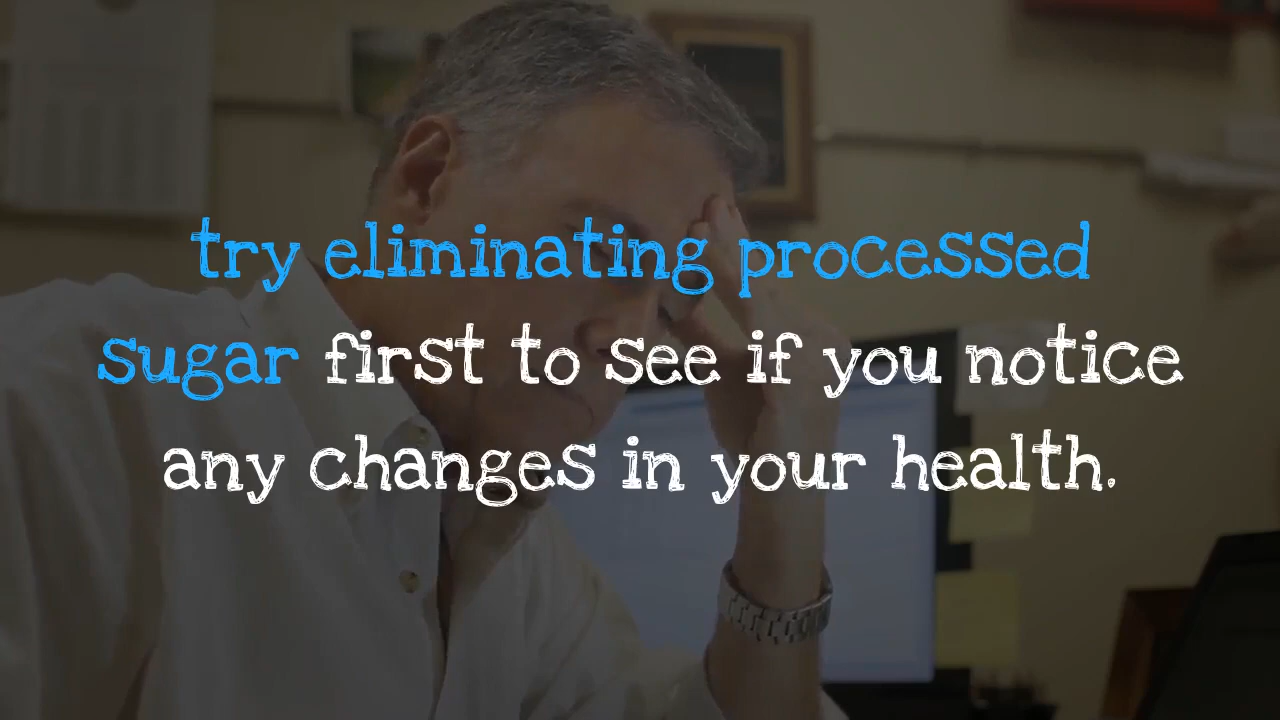 try eliminating processed
sugar first to see if you notice
any changes in your health.